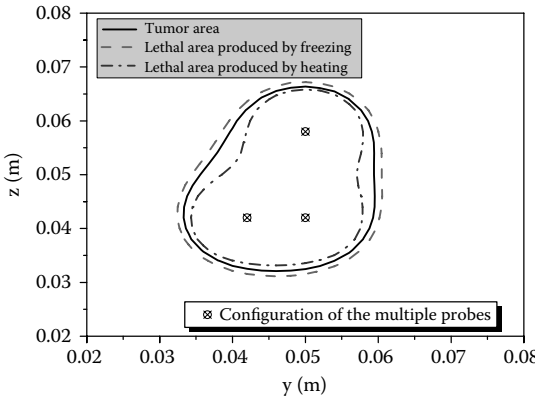 0.08
Tumor area
Lethal area produced by freezing
Lethal area produced by heating
0.07
0.06
z (m)
0.05
0.04
0.03
Configuration of the multiple probes
0.02
0.02 0.03 0.04 0.05 0.06 0.07 0.08
y (m)